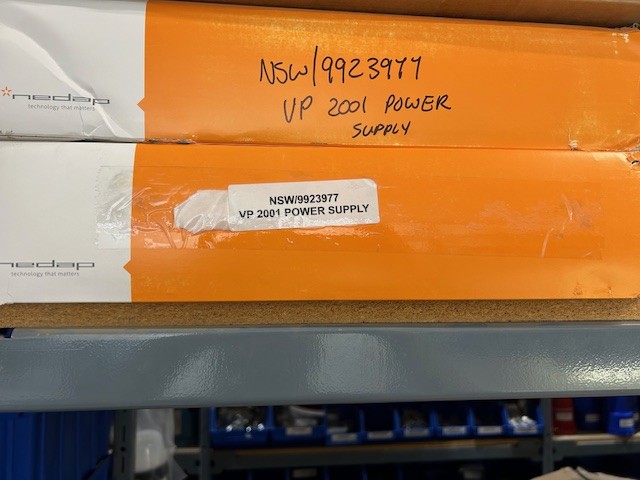 NSW/9923977
nedap
technology that matters
VP 2001 POWER
SUPPLY
NSW/9923977
VP 2001 POWER SUPPLY
nedap
technology that matters